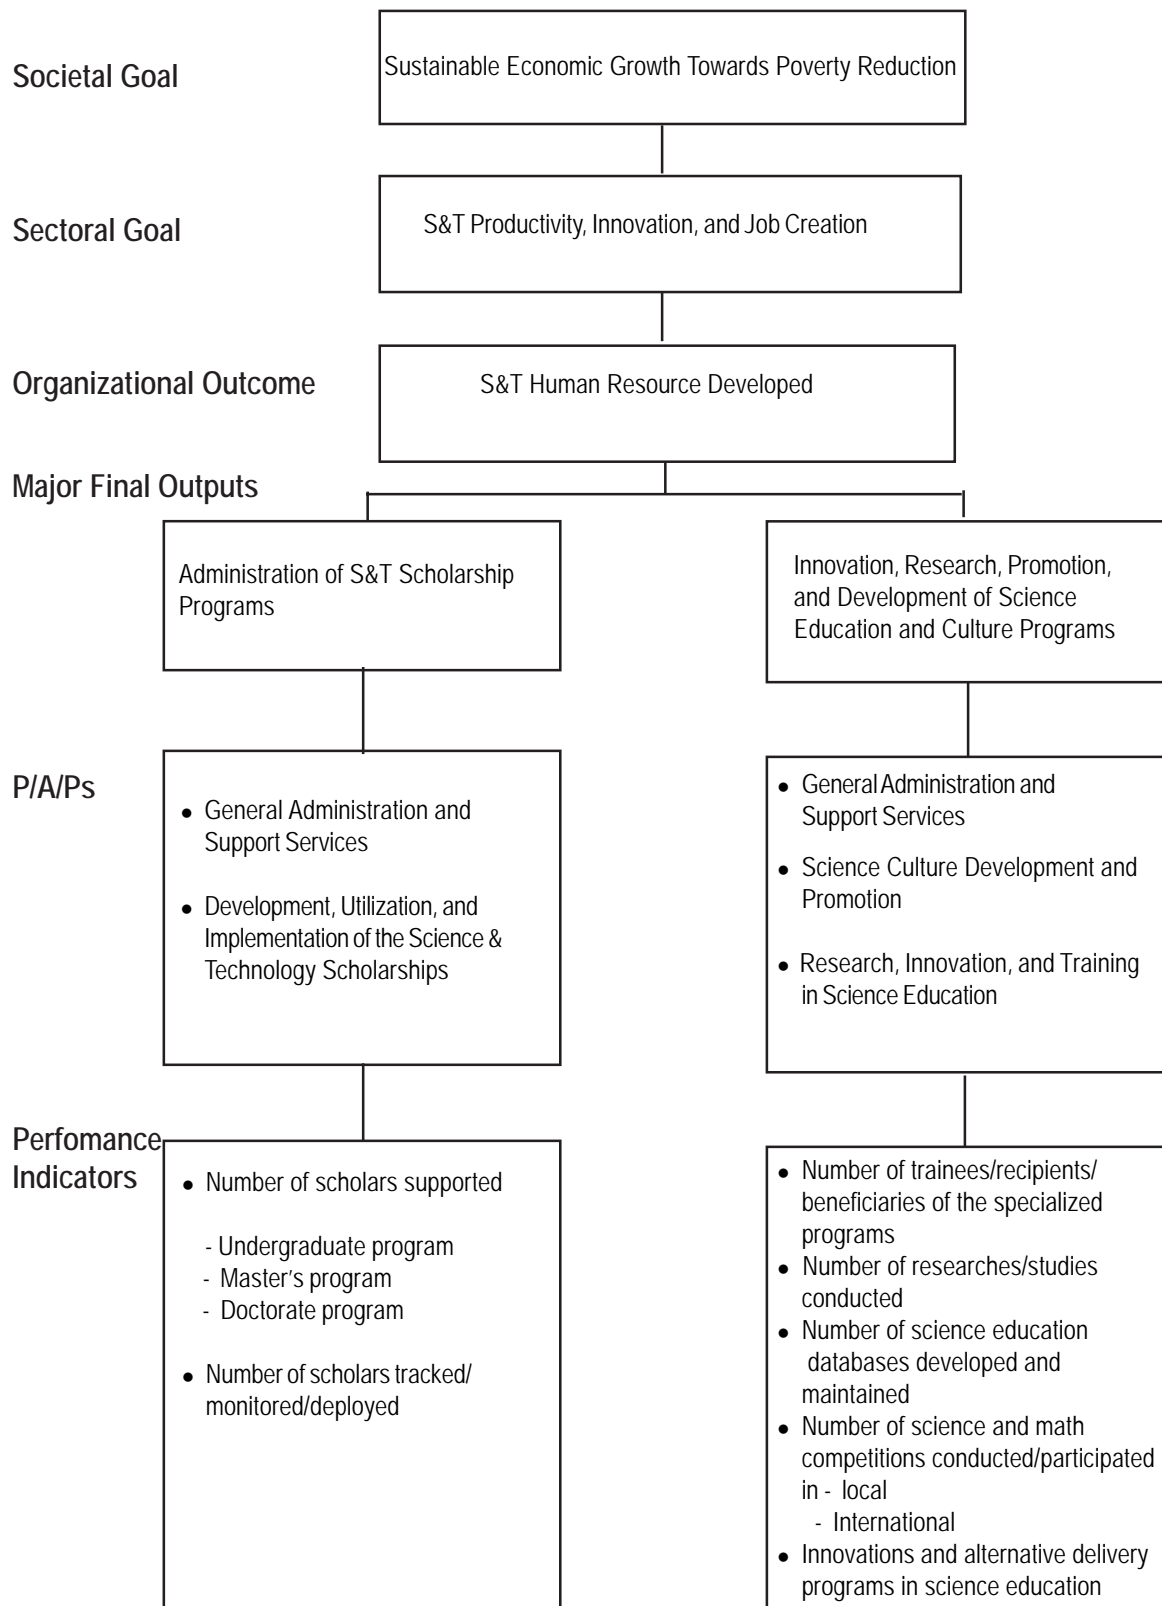 Societal Goal
Sustainable Economic Growth Towards Poverty Reduction
Sectoral Goal
S&T Productivity, Innovation, and Job Creation
Organizational Outcome
S&T Human Resource Developed
Major Final Outputs
Administration of S&T Scholarship
Programs
Innovation, Research, Promotion,
and Development of Science
Education and Culture Programs
P/A/Ps
• General Administration and
Support Services
• Development, Utilization, and
Implementation of the Science &
Technology Scholarships
• General Administration and
Support Services
• Science Culture Development and
Promotion
• Research, Innovation, and Training
in Science Education
Perfomance
Indicators
• Number of scholars supported
- Undergraduate program
- Master's program
- Doctorate program
• Number of scholars tracked/
monitored/deployed
• Number of trainees/recipients/
beneficiaries of the specialized
programs
• Number of researches/studies
conducted
• Number of science education
databases developed and
maintained
• Number of science and math
competitions conducted/participated
in - local
- International
• Innovations and alternative delivery
programs in science education